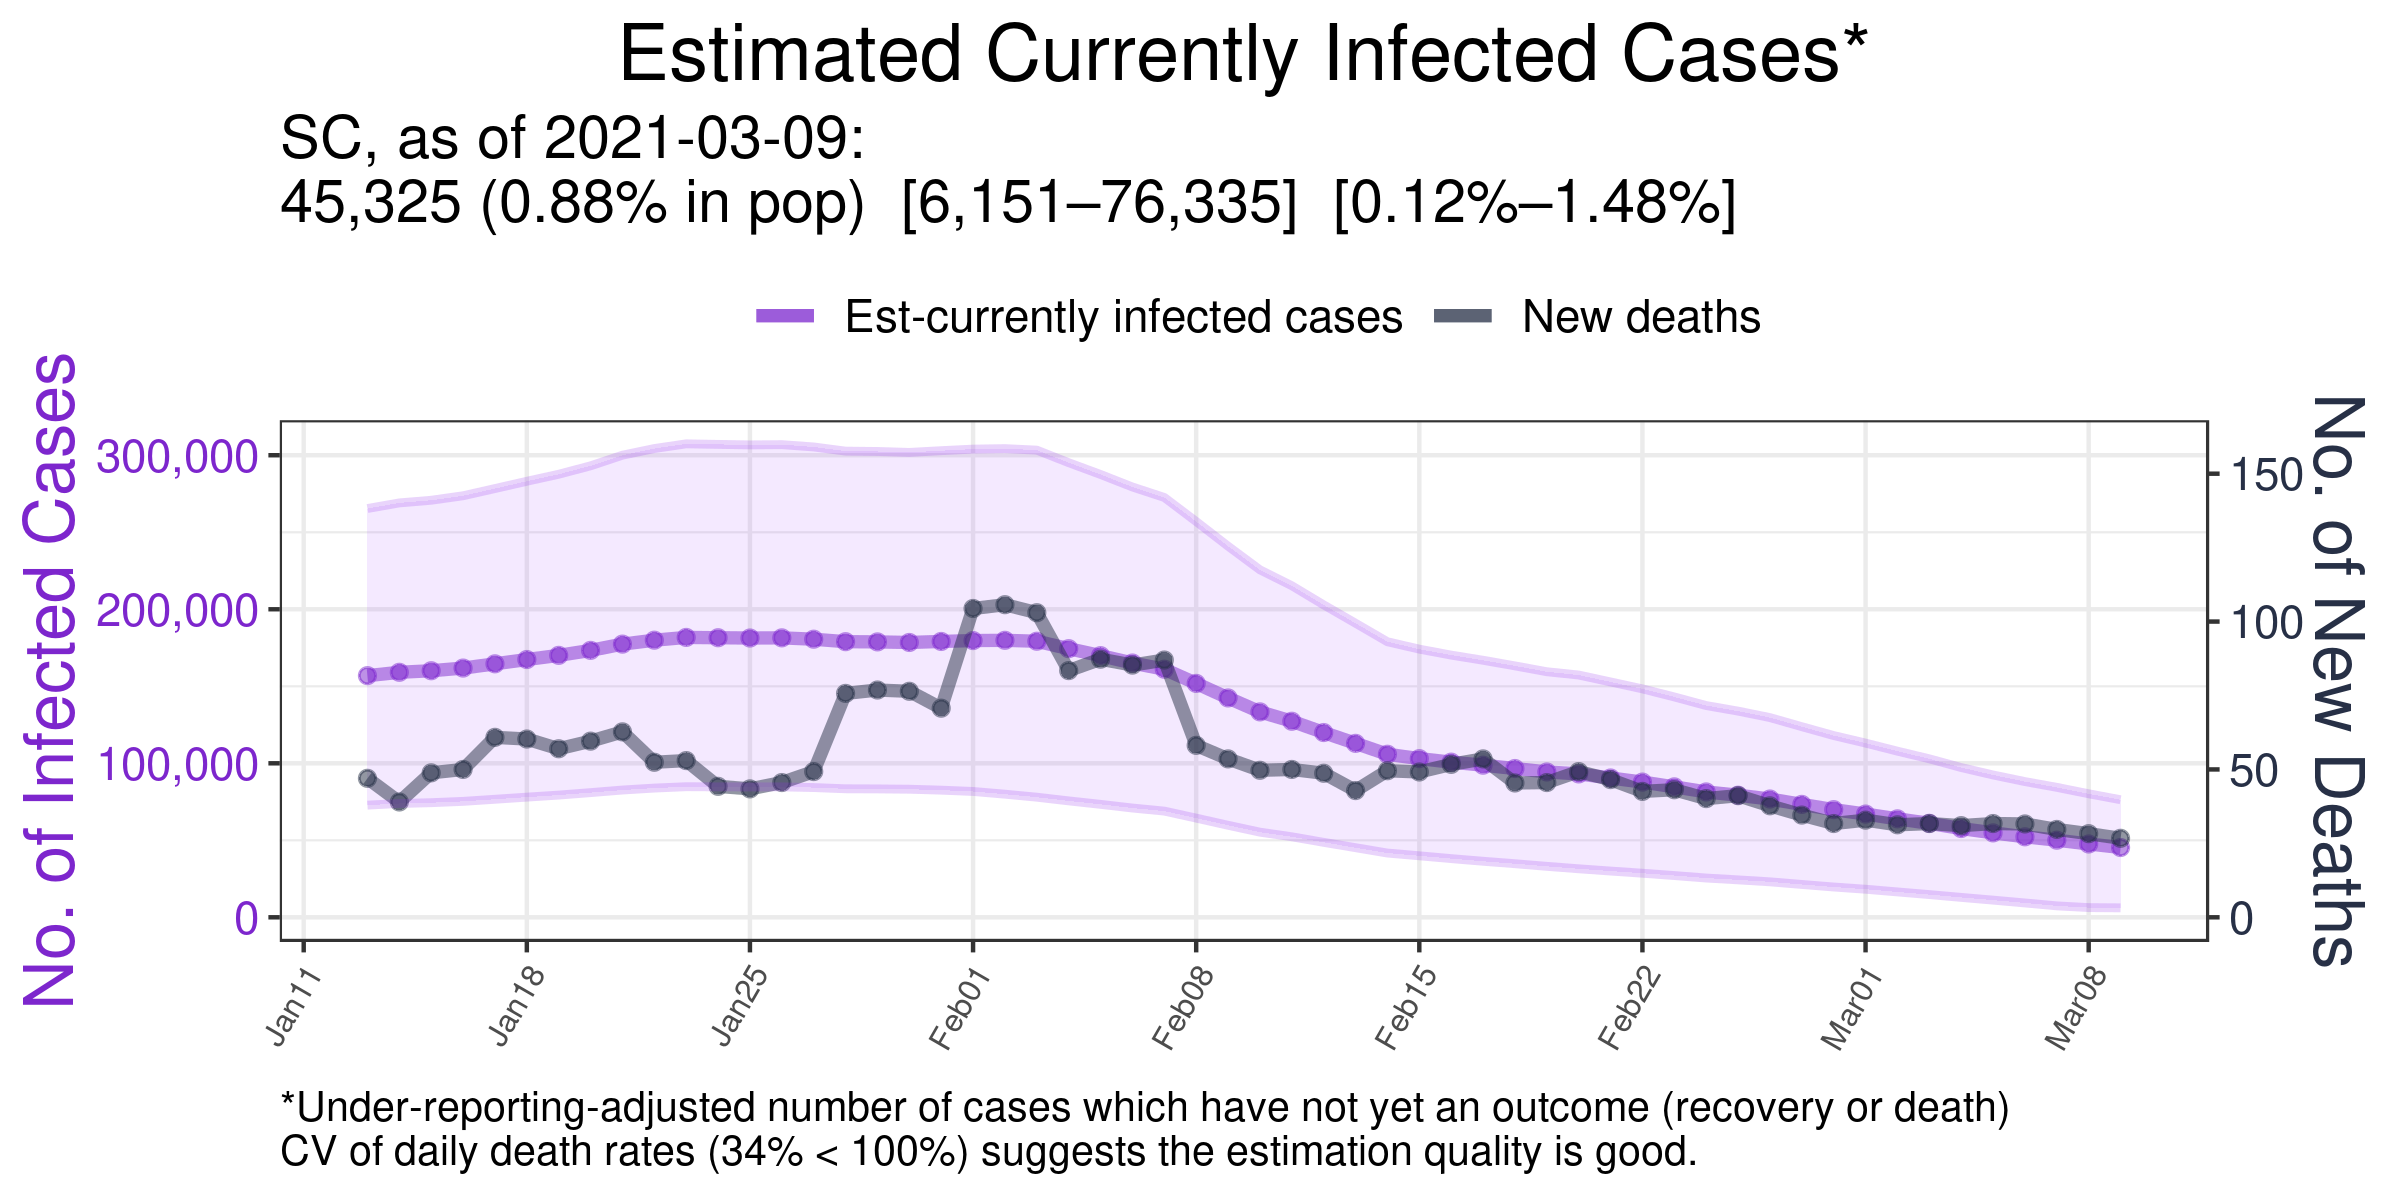 Estimated Currently Infected Cases*
SC, as of 2021-03-09:
45,325 (0.88% in pop)  [6,151–76,335]  [0.12%–1.48%]
Est-currently infected cases
New deaths
No. of Infected Cases
300,000
200,000
100,000
0
150
100
50
0
No. of New Deaths
Jan11
Jan18
Jan25
Feb01
Feb08
Feb15
Feb22
Mar01
Mar08
*Under-reporting-adjusted number of cases which have not yet an outcome (recovery or death)
CV of daily death rates (34% < 100%) suggests the estimation quality is good.